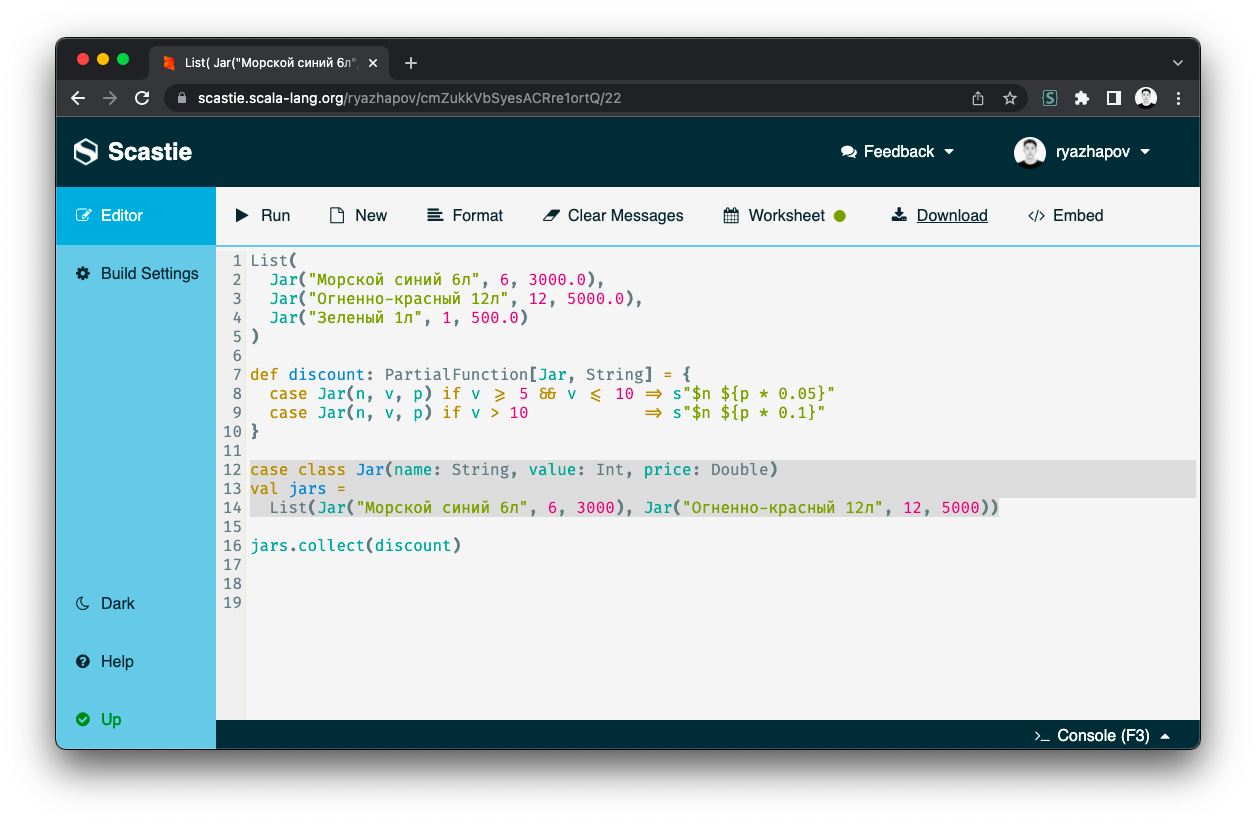 List( Jar("Морской синий 6л",
scastie.scala-lang.org/ryazhapov/cmZukkVbSyesACRre1ortQ/22
Scastie
Feedback
ryazhapov
Editor
Run
New
Format
Clear Messages
Worksheet
Download
</> Embed
Build Settings
1 List(
2   Jar("Морской синий 6л", 6, 3000.0),
3   Jar("Огненно-красный 12л", 12, 5000.0),
4   Jar("Зеленый 1л", 1, 500.0)
5 )
6
7 def discount: PartialFunction[Jar, String] = {
8   case Jar(n, v, p) if v ⩾ 5 && v ⩽ 10 ⇒ s"$n ${p * 0.05}"
9   case Jar(n, v, p) if v > 10            ⇒ s"$n ${p * 0.1}"
10 }
11
12 case class Jar(name: String, value: Int, price: Double)
13 val jars =
14   List(Jar("Морской синий 6л", 6, 3000), Jar("Огненно-красный 12л", 12, 5000))
15
16 jars.collect(discount)
17
18
19
Dark
Help
Up
>_ Console (F3)